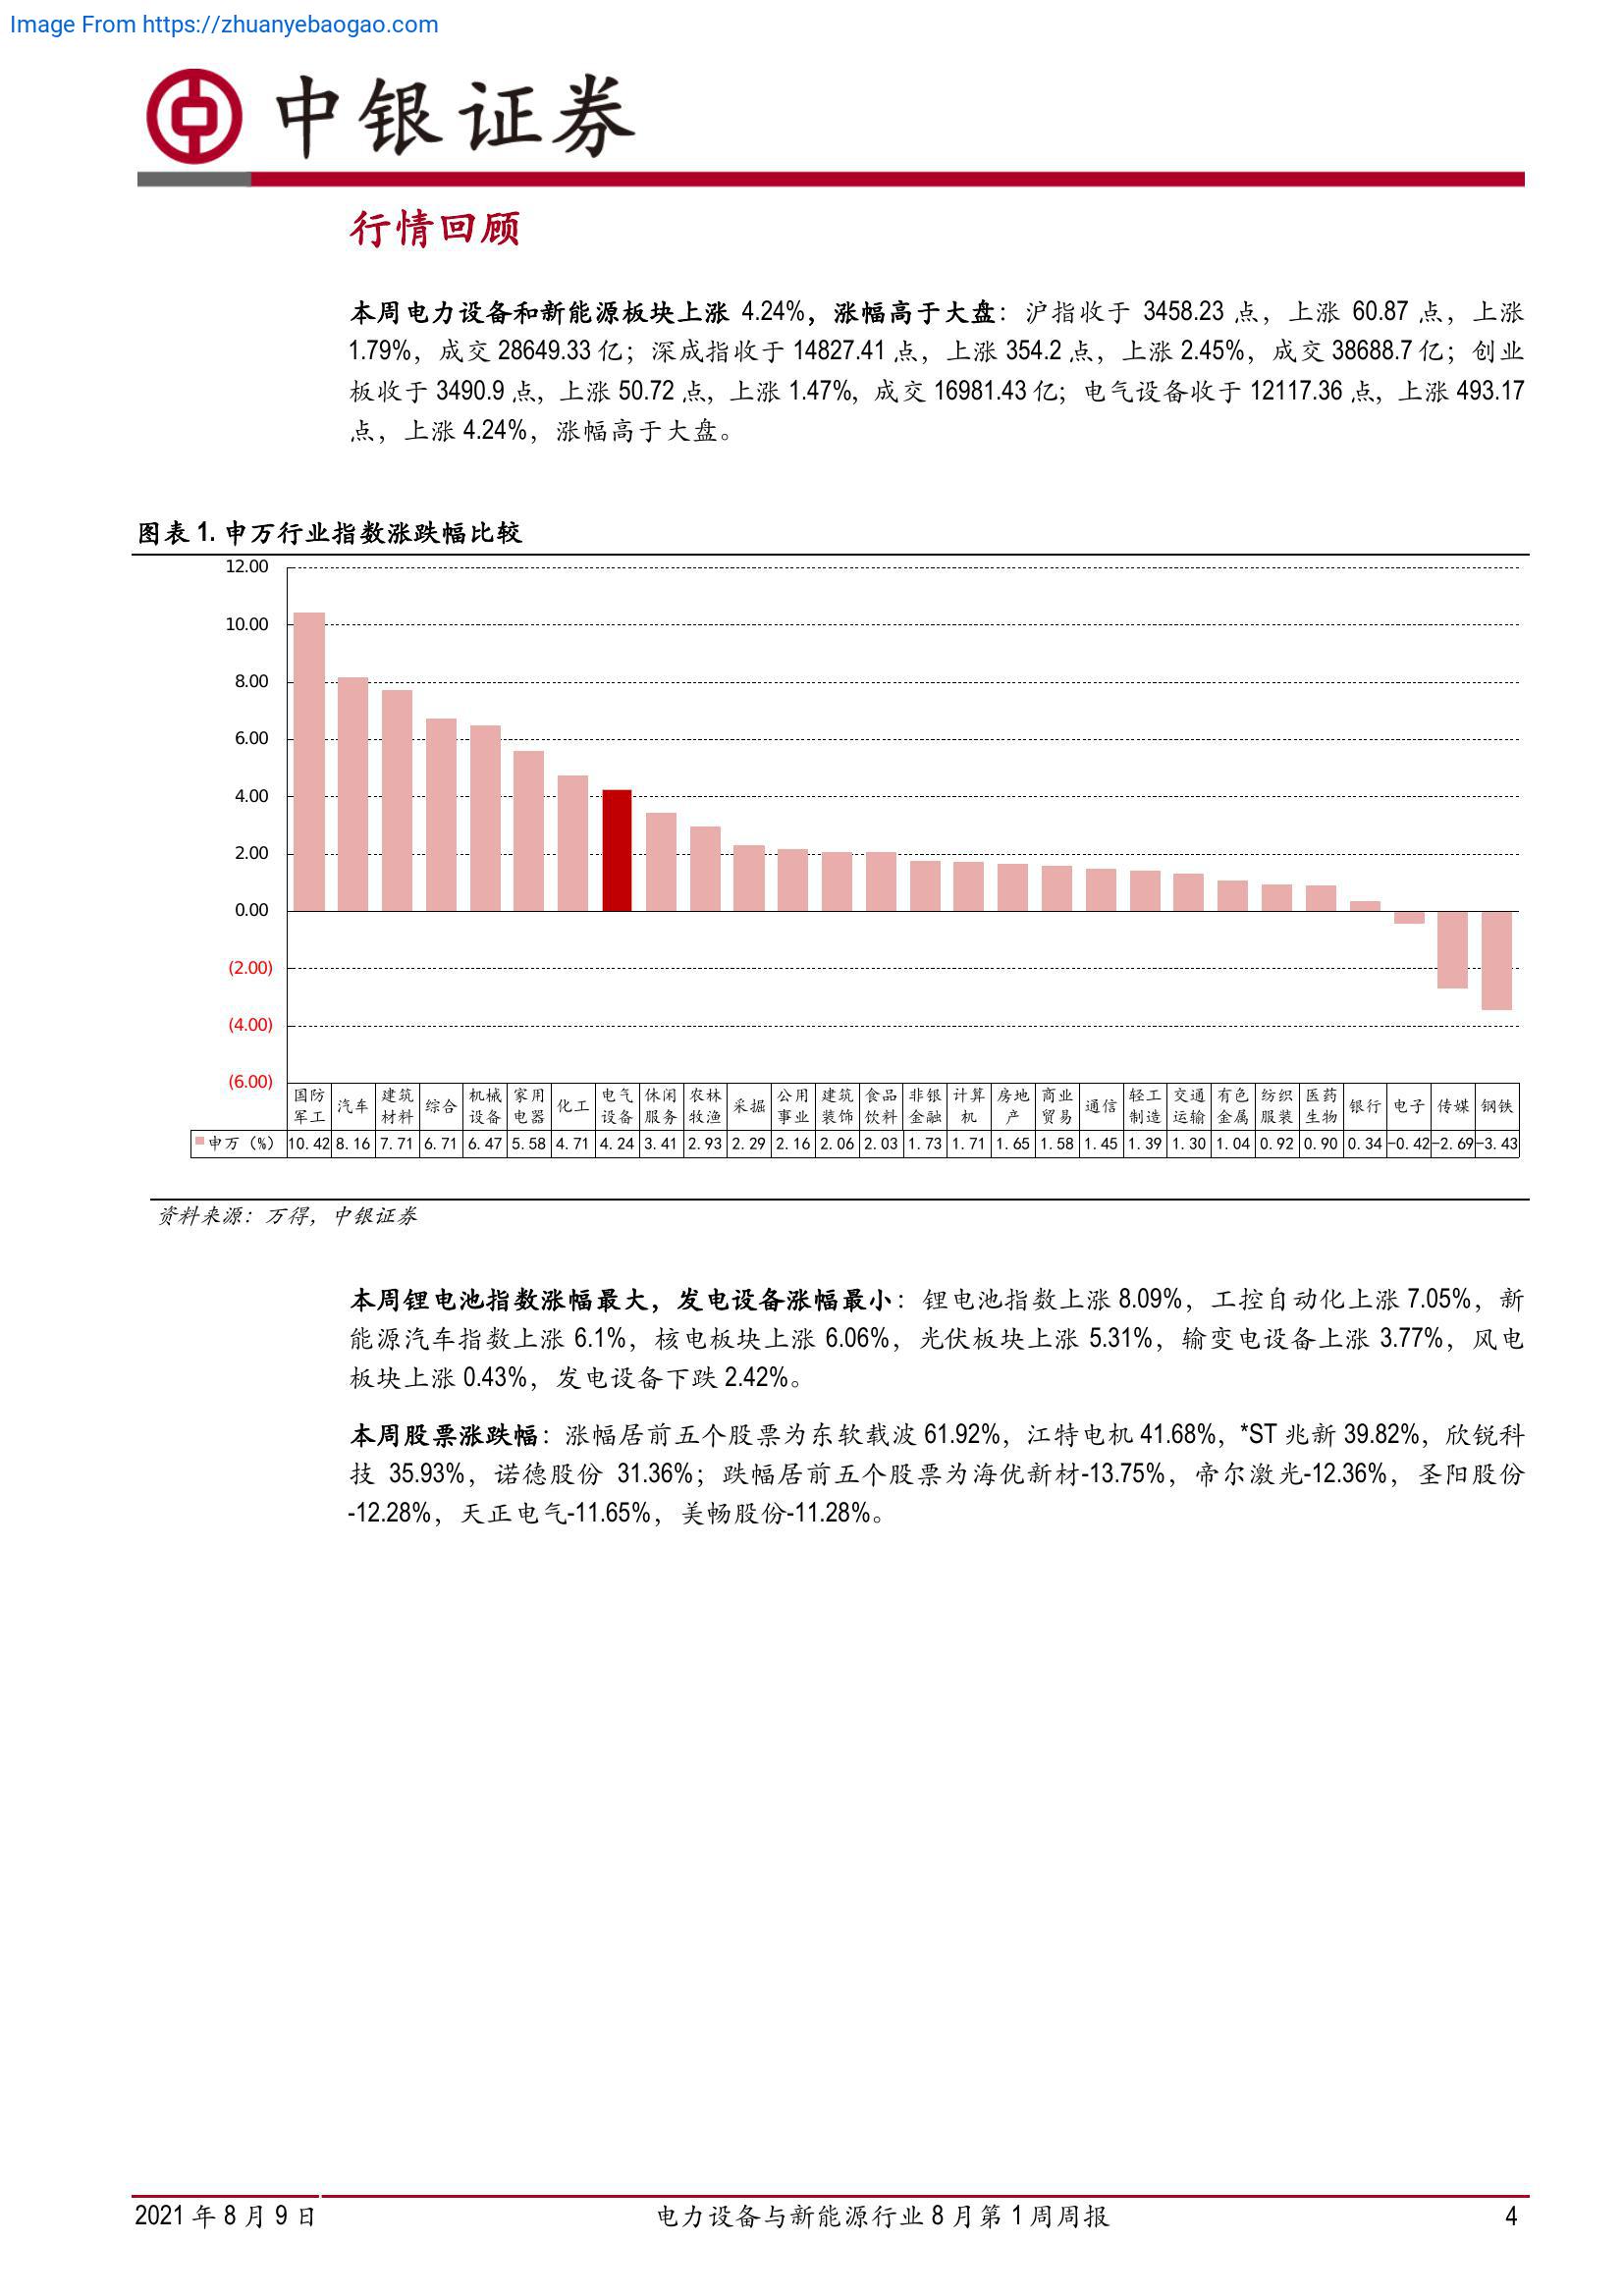 Image From https://zhuanyebaogao.com
中银证券
行情回顾
本周电力设备和新能源板块上涨 4.24%，涨幅高于大盘：沪指收于 3458.23 点，上涨 60.87 点，上涨
1.79%，成交 28649.33 亿；深成指收于 14827.41 点，上涨 354.2 点，上涨 2.45%，成交 38688.7 亿；创业
板收于 3490.9 点，上涨 50.72 点，上涨 1.47%，成交 16981.43 亿；电气设备收于 12117.36 点，上涨 493.17
点，上涨 4.24%，涨幅高于大盘。
图表 1. 申万行业指数涨跌幅比较
12.00
10.00
8.00
6.00
4.00
2.00
0.00
(2.00)
(4.00)
(6.00)
国防军工 汽车 建筑材料 综合 机械设备 家用电器 化工 电气设备 休闲服务 农林牧渔 采掘 公用事业 建筑装饰 食品饮料 非银金融 计算机 房地产 商业贸易 通信 轻工制造 交通运输 有色金属 纺织服装 医药生物 银行 电子 传媒 钢铁
申万（%） 10.42 8.16 7.71 6.71 6.47 5.58 4.71 4.24 3.41 2.93 2.29 2.16 2.06 2.03 1.73 1.71 1.65 1.58 1.45 1.39 1.30 1.04 0.92 0.90 0.34 -0.42 -2.69 -3.43
资料来源：万得，中银证券
本周锂电池指数涨幅最大，发电设备涨幅最小：锂电池指数上涨 8.09%，工控自动化上涨 7.05%，新
能源汽车指数上涨 6.1%，核电板块上涨 6.06%，光伏板块上涨 5.31%，输变电设备上涨 3.77%，风电
板块上涨 0.43%，发电设备下跌 2.42%。
本周股票涨跌幅：涨幅居前五个股票为东软载波 61.92%，江特电机 41.68%，*ST 兆新 39.82%，欣锐科
技 35.93%，诺德股份 31.36%；跌幅居前五个股票为海优新材-13.75%，帝尔激光-12.36%，圣阳股份
-12.28%，天正电气-11.65%，美畅股份-11.28%。
2021 年 8 月 9 日
电力设备与新能源行业 8 月第 1 周周报
4